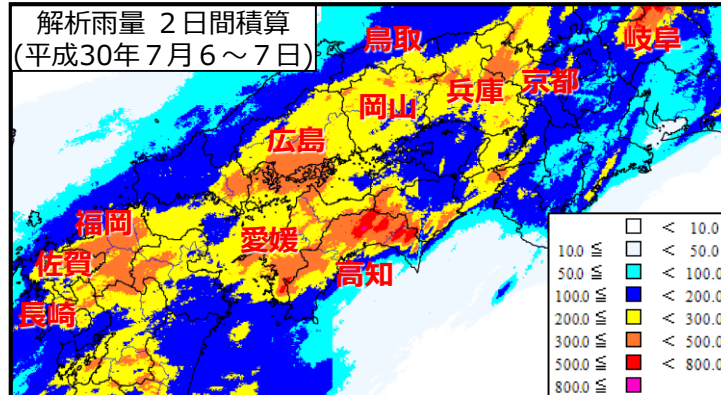 解析雨量 2日間積算
(平成30年7月6～7日)
鳥取
岐阜
兵庫
京都
岡山
広島
福岡
愛媛
佐賀
高知
長崎
< 10.0
10.0 ≦ < 50.0
50.0 ≦ < 100.0
100.0 ≦ < 200.0
200.0 ≦ < 300.0
300.0 ≦ < 500.0
500.0 ≦ < 800.0
800.0 ≦